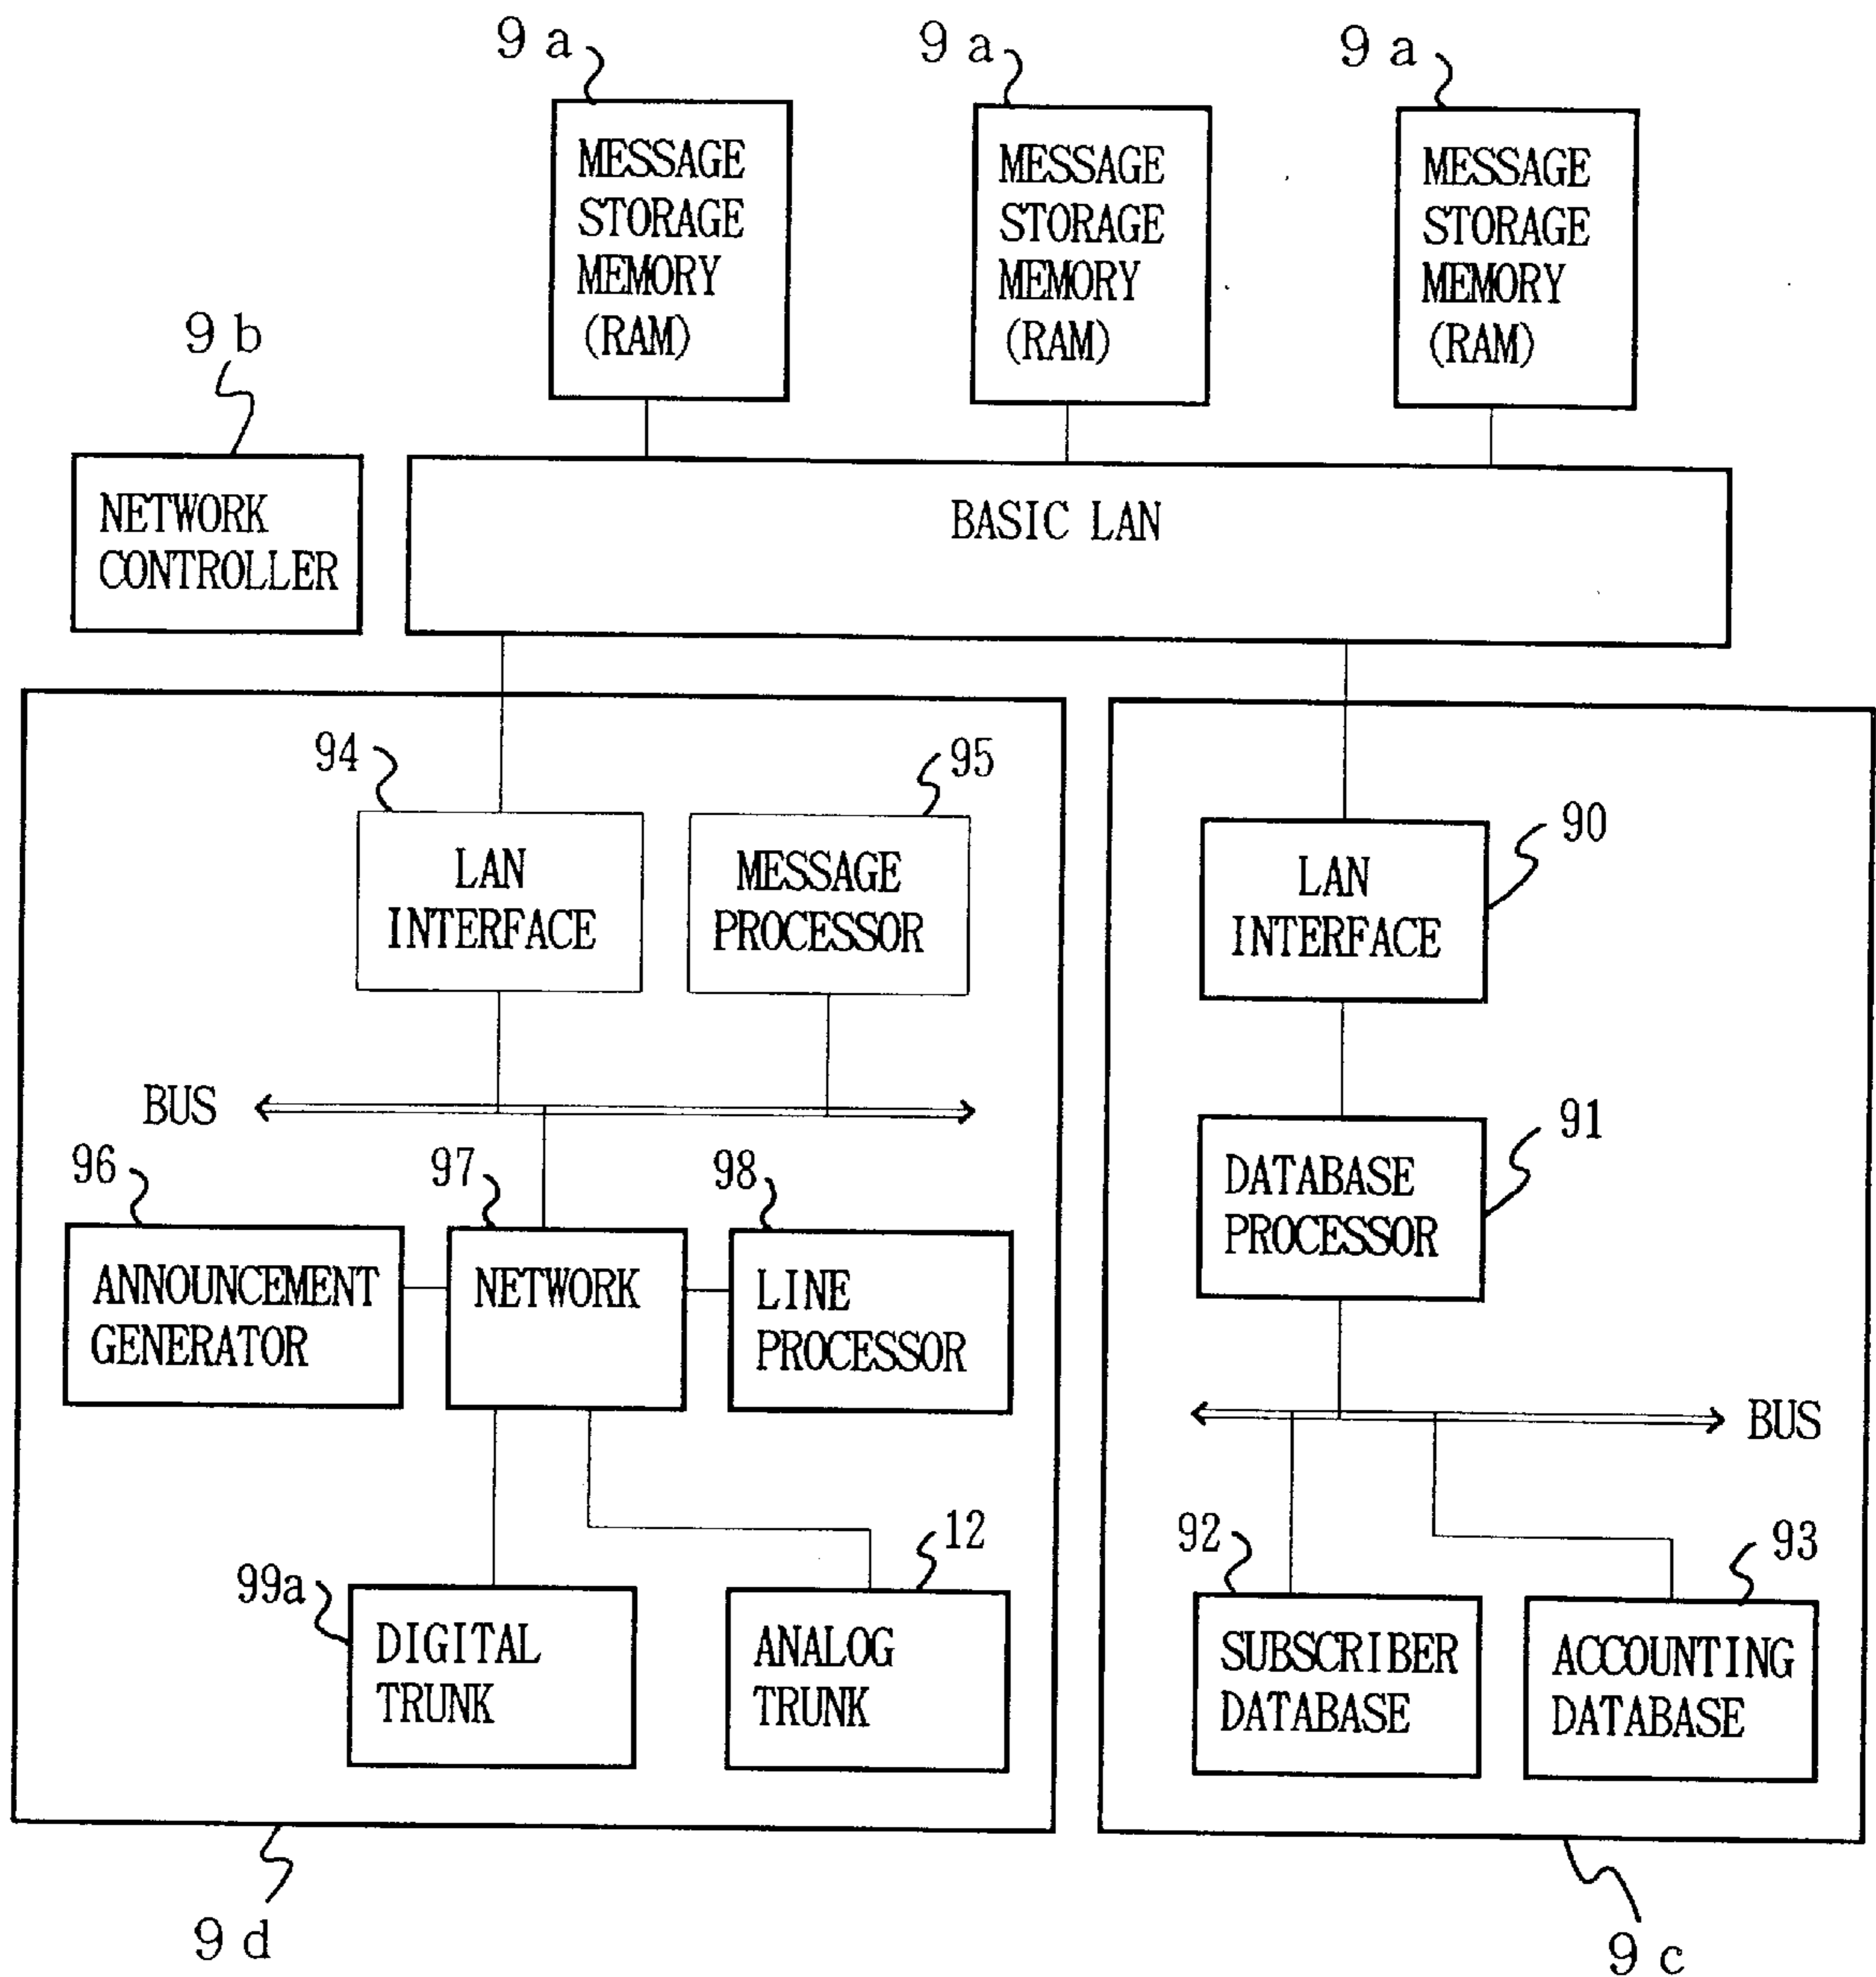 9 a
9 a
9 a
MESSAGE
STORAGE
MEMORY
(RAM)
MESSAGE
STORAGE
MEMORY
(RAM)
MESSAGE
STORAGE
MEMORY
(RAM)
9 b
NETWORK
CONTROLLER
BASIC LAN
94
LAN
INTERFACE
95
MESSAGE
PROCESSOR
BUS
96
ANNOUNCEMENT
GENERATOR
97
NETWORK
98
LINE
PROCESSOR
99a
DIGITAL
TRUNK
12
ANALOG
TRUNK
9 d
90
LAN
INTERFACE
91
DATABASE
PROCESSOR
BUS
92
SUBSCRIBER
DATABASE
93
ACCOUNTING
DATABASE
9 c